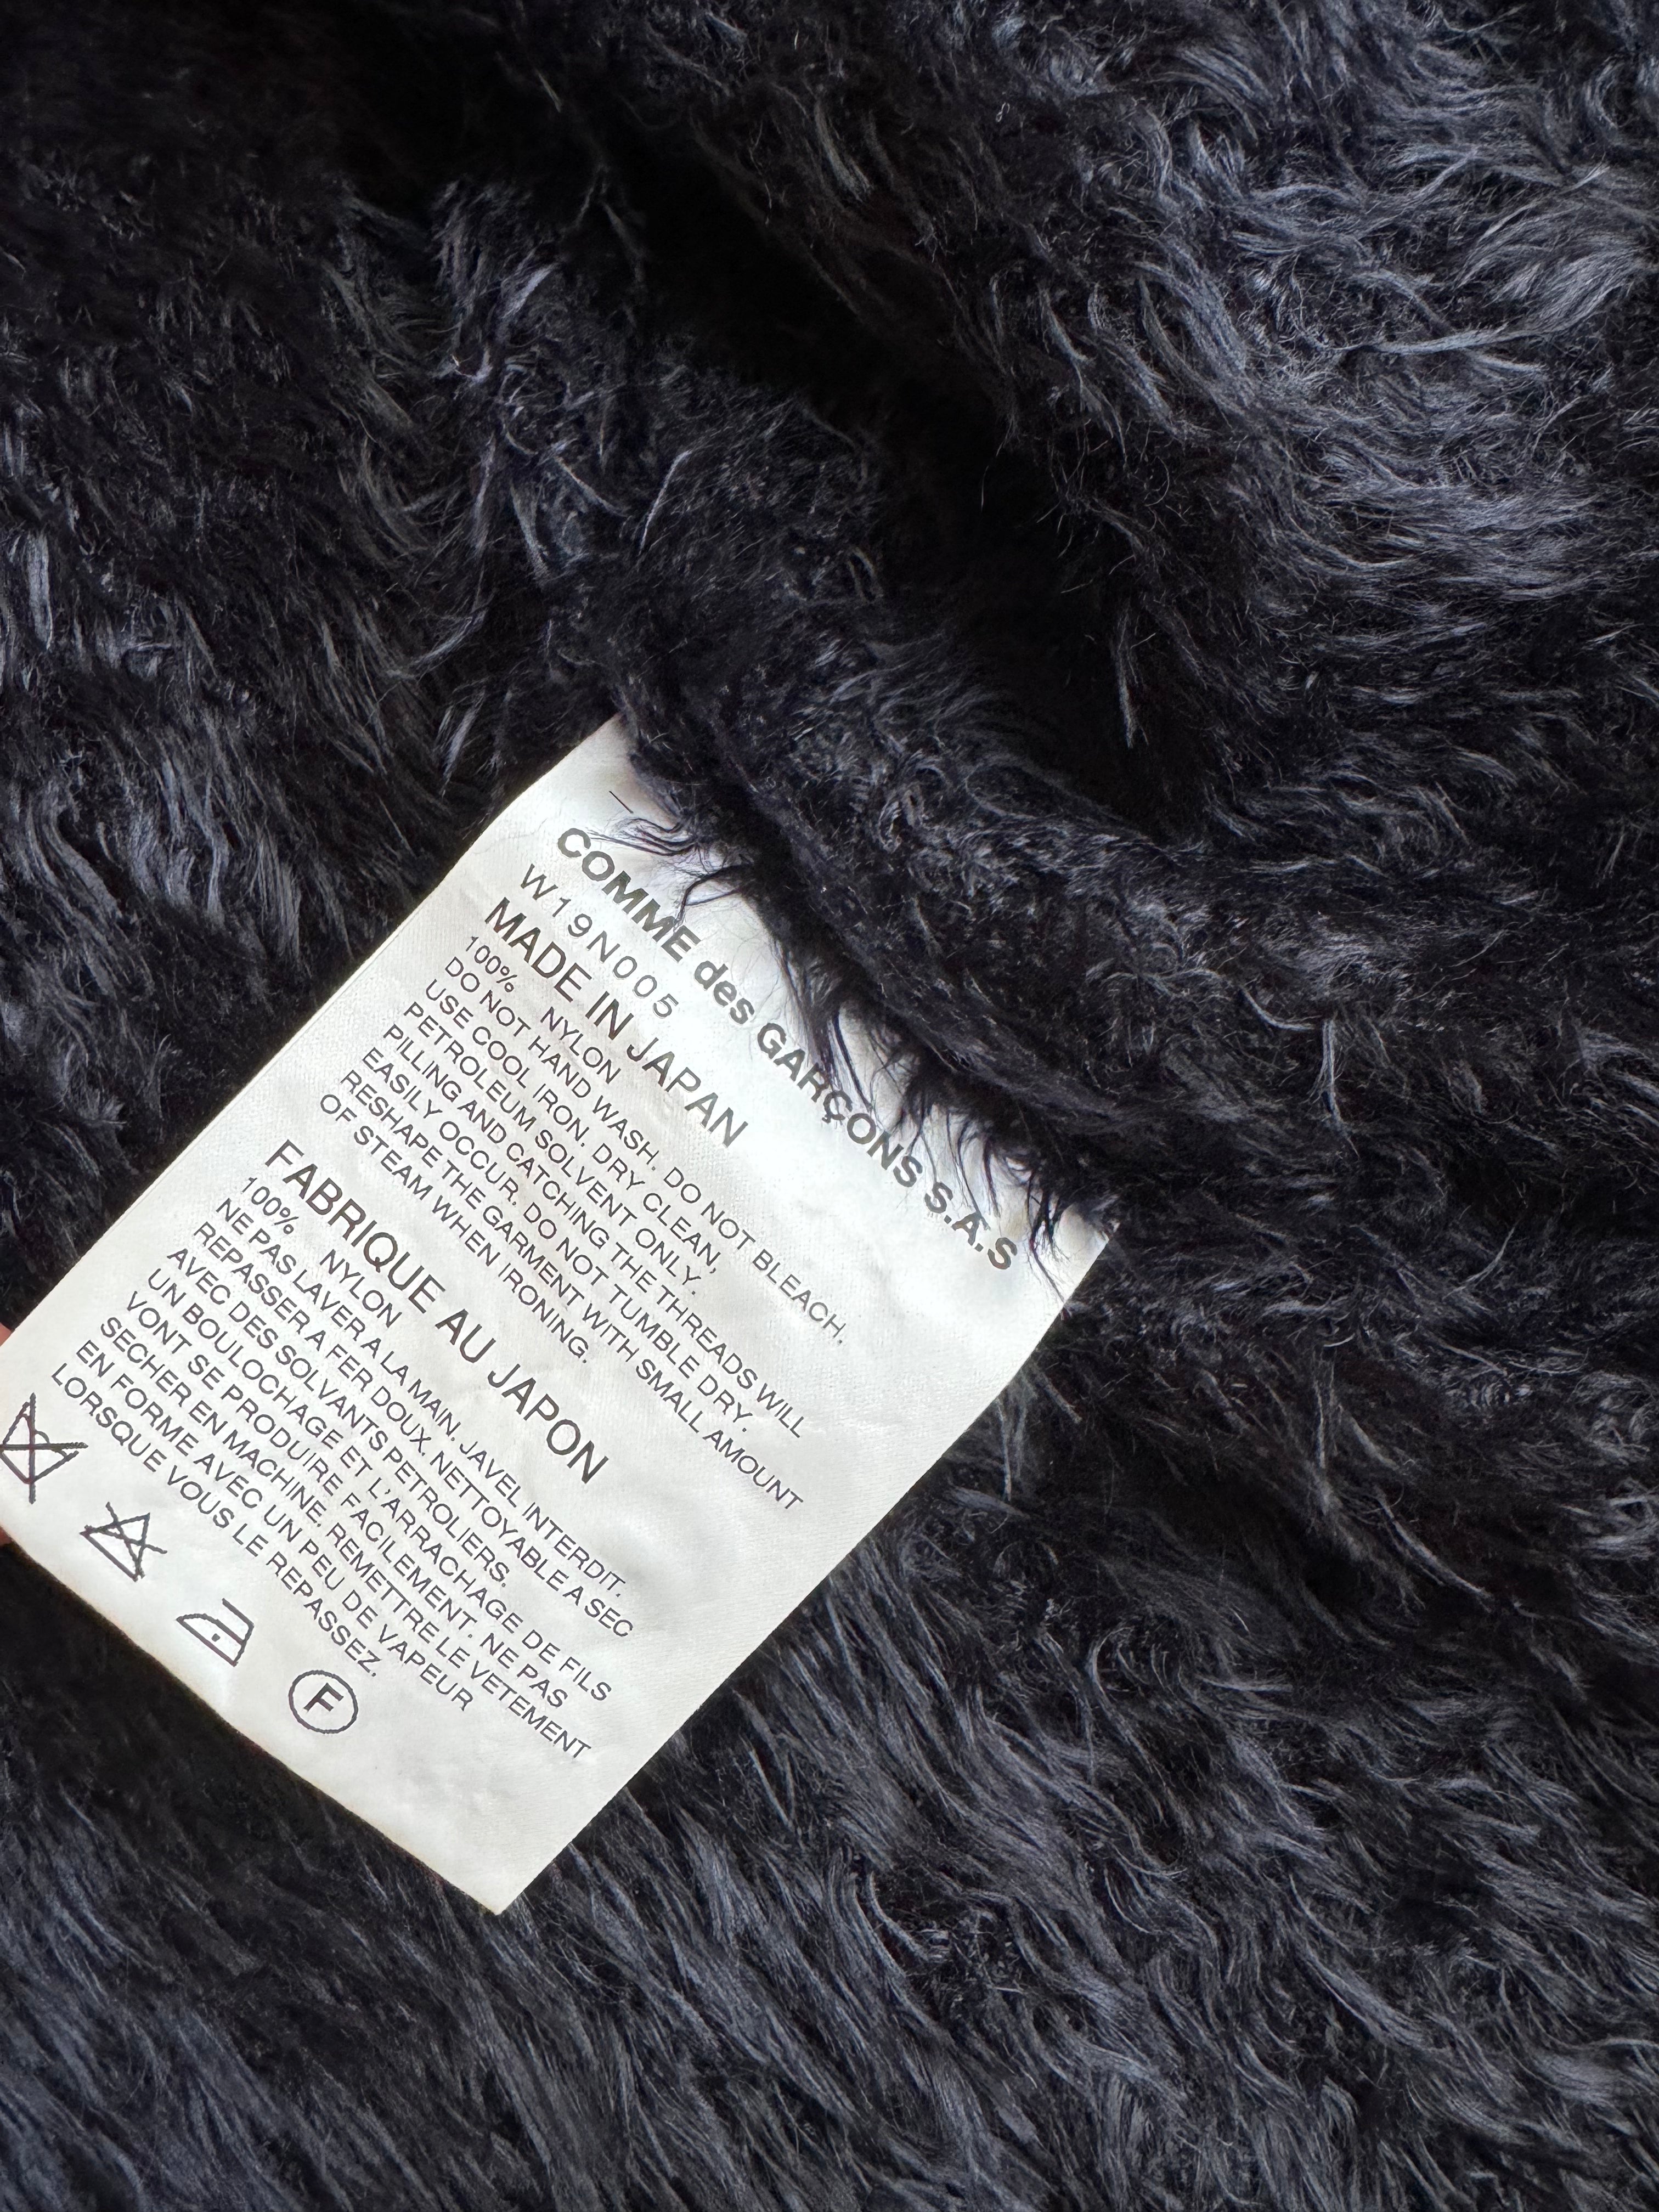 COMME des GARÇONS S.A.S
W19N005
MADE IN JAPAN
100% NYLON
DO NOT HAND WASH. DO NOT BLEACH.
USE COOL IRON. DRY CLEAN,
PETROLEUM SOLVENT ONLY.
PILLING AND CATCHING THE THREADS WILL
EASILY OCCUR. DO NOT TUMBLE DRY.
RESHAPE THE GARMENT WITH SMALL AMOUNT
OF STEAM WHEN IRONING.
FABRIQUE AU JAPON
100% NYLON
NE PAS LAVER A LA MAIN. JAVEL INTERDIT.
REPASSER A FER DOUX. NETTOYABLE A SEC
AVEC DES SOLVANTS PETROLIERS.
UN BOULOCHAGE ET L'ARRACHAGE DE FILS
VONT SE PRODUIRE FACILEMENT. NE PAS
SECHER EN MACHINE. REMETTRE LE VETEMENT
EN FORME AVEC UN PEU DE VAPEUR
LORSQUE VOUS LE REPASSEZ.
F